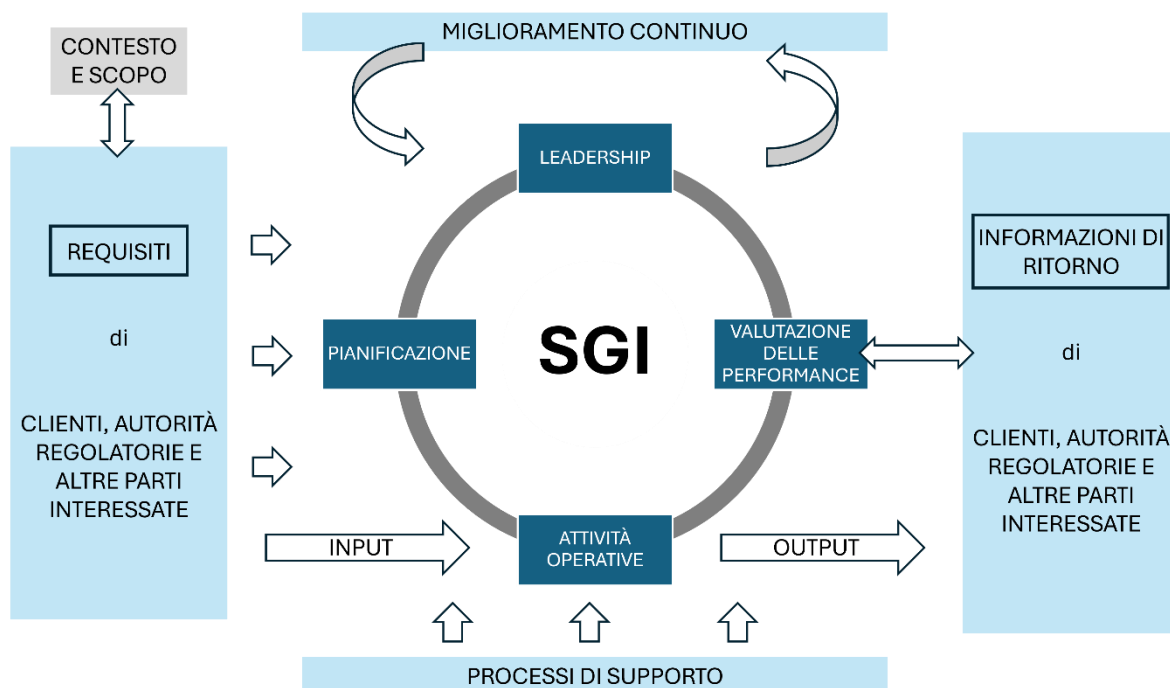 MIGLIORAMENTO CONTINUO
CONTESTO
E SCOPO
LEADERSHIP
REQUISITI
di
CLIENTI, AUTORITÀ
REGOLATORIE E
ALTRE PARTI
INTERESSATE
PIANIFICAZIONE
SGI
VALUTAZIONE
DELLE
PERFORMANCE
INFORMAZIONI DI
RITORNO
di
CLIENTI, AUTORITÀ
REGOLATORIE E
ALTRE PARTI
INTERESSATE
INPUT
ATTIVITÀ
OPERATIVE
OUTPUT
PROCESSI DI SUPPORTO